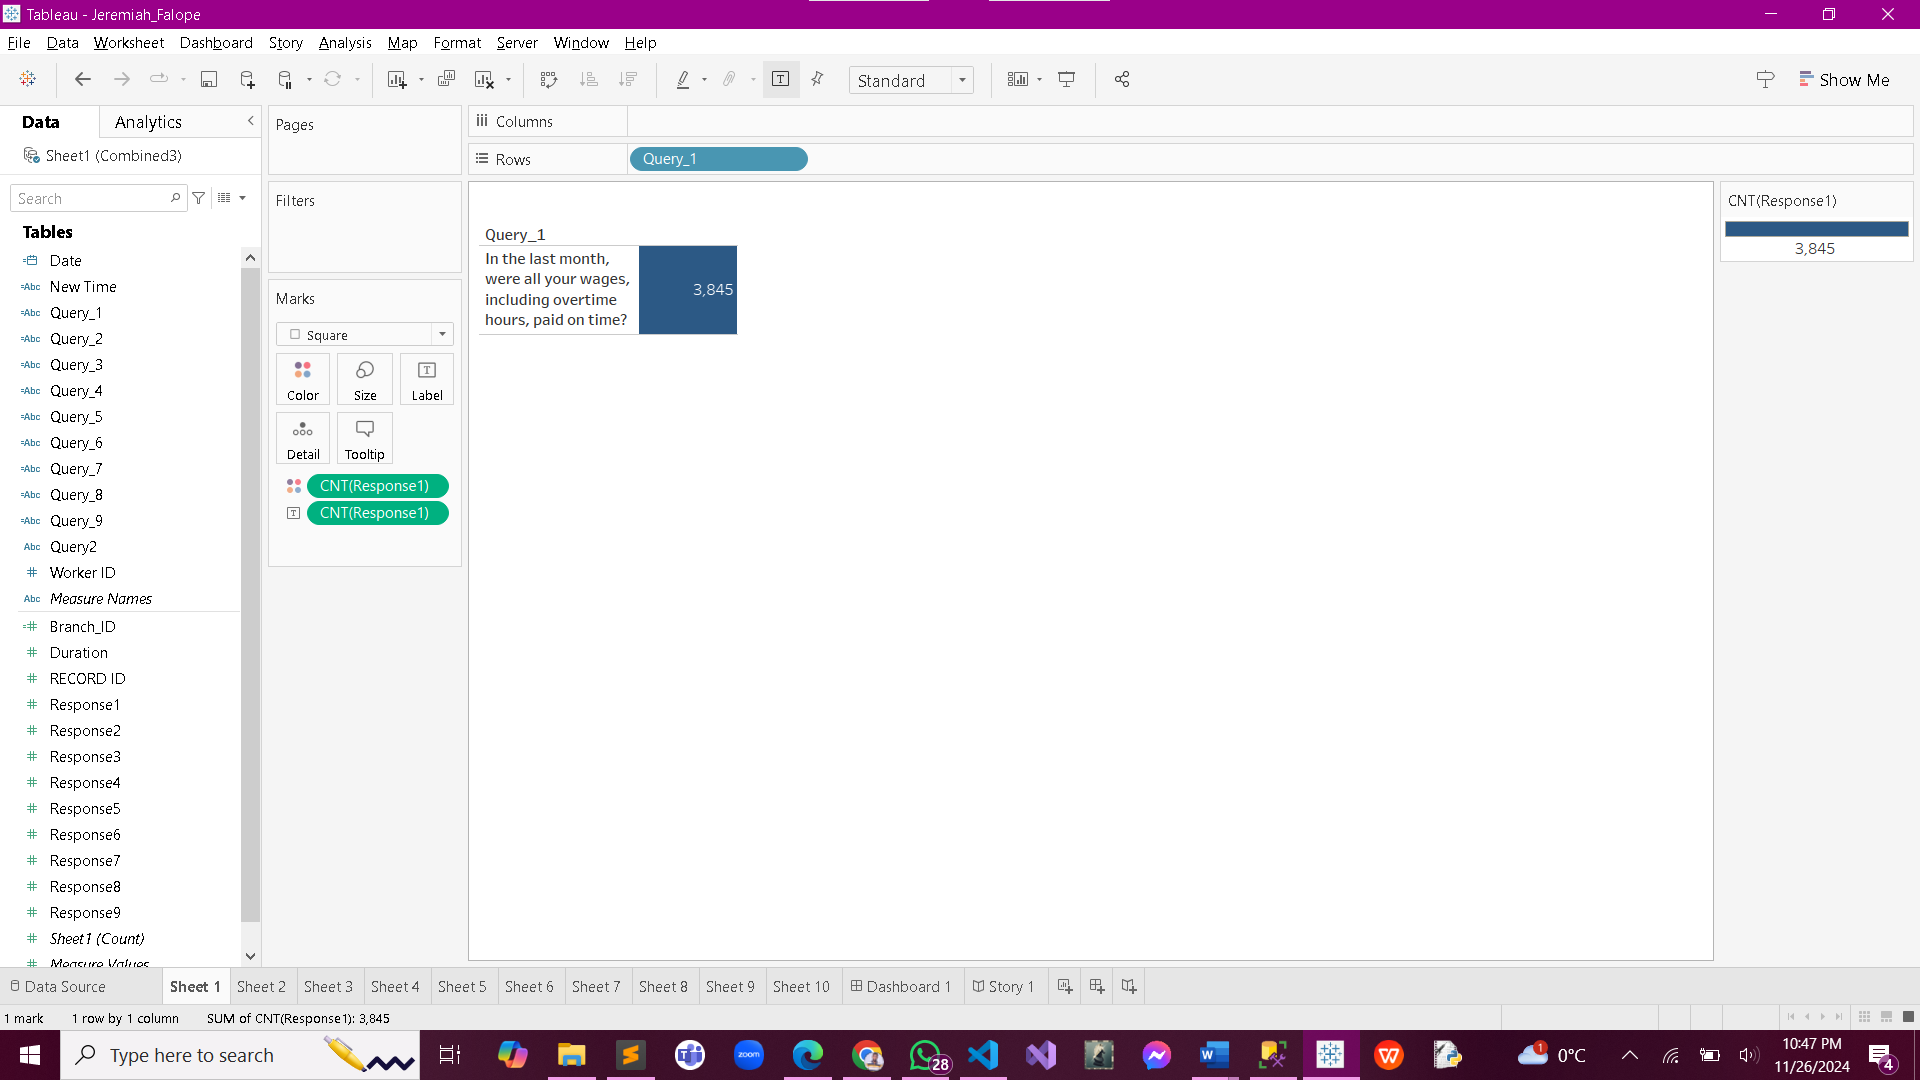 Tableau - Jeremiah_Falope
File Data Worksheet Dashboard Story Analysis Map Format Server Window Help
Standard
Show Me
Data Analytics
Sheet1 (Combined3)
Search
Tables
Date
New Time
Query_1
Query_2
Query_3
Query_4
Query_5
Query_6
Query_7
Query_8
Query_9
Query2
Worker ID
Measure Names
Branch_ID
Duration
RECORD ID
Response1
Response2
Response3
Response4
Response5
Response6
Response7
Response8
Response9
Sheet1 (Count)
Measure Values
Pages
Filters
Marks
Square
Color Size Label
Detail Tooltip
CNT(Response1)
CNT(Response1)
Columns
Rows Query_1
Query_1
In the last month,
were all your wages,
including overtime
hours, paid on time?
3,845
CNT(Response1)
3,845
Data Source Sheet 1 Sheet 2 Sheet 3 Sheet 4 Sheet 5 Sheet 6 Sheet 7 Sheet 8 Sheet 9 Sheet 10 Dashboard 1 Story 1
1 mark 1 row by 1 column SUM of CNT(Response1): 3,845
Type here to search
zoom
28
1
0°C
10:47 PM
11/26/2024
4